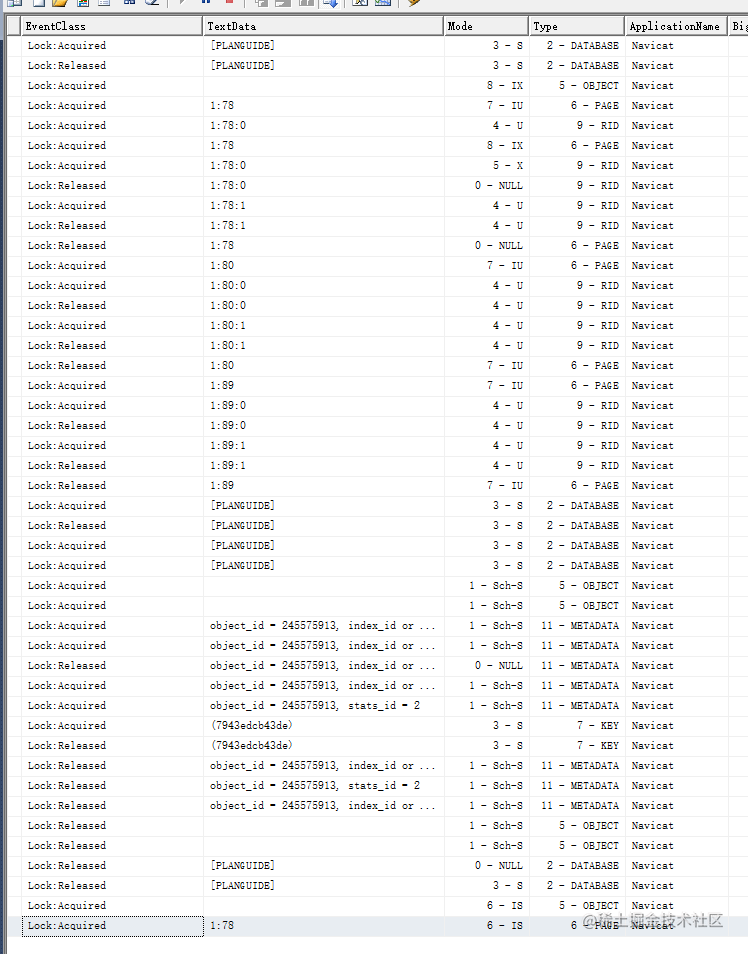 EventClass TextData Mode Type ApplicationName Big
Lock:Acquired [PLANGUIDE] 3 - S 2 - DATABASE Navicat
Lock:Released [PLANGUIDE] 3 - S 2 - DATABASE Navicat
Lock:Acquired 8 - IX 5 - OBJECT Navicat
Lock:Acquired 1:78 7 - IU 6 - PAGE Navicat
Lock:Acquired 1:78:0 4 - U 9 - RID Navicat
Lock:Acquired 1:78 8 - IX 6 - PAGE Navicat
Lock:Acquired 1:78:0 5 - X 9 - RID Navicat
Lock:Released 1:78:0 0 - NULL 9 - RID Navicat
Lock:Acquired 1:78:1 4 - U 9 - RID Navicat
Lock:Released 1:78:1 4 - U 9 - RID Navicat
Lock:Released 1:78 0 - NULL 6 - PAGE Navicat
Lock:Acquired 1:80 7 - IU 6 - PAGE Navicat
Lock:Acquired 1:80:0 4 - U 9 - RID Navicat
Lock:Released 1:80:0 4 - U 9 - RID Navicat
Lock:Acquired 1:80:1 4 - U 9 - RID Navicat
Lock:Released 1:80:1 4 - U 9 - RID Navicat
Lock:Released 1:80 7 - IU 6 - PAGE Navicat
Lock:Acquired 1:89 7 - IU 6 - PAGE Navicat
Lock:Acquired 1:89:0 4 - U 9 - RID Navicat
Lock:Released 1:89:0 4 - U 9 - RID Navicat
Lock:Acquired 1:89:1 4 - U 9 - RID Navicat
Lock:Released 1:89:1 4 - U 9 - RID Navicat
Lock:Released 1:89 7 - IU 6 - PAGE Navicat
Lock:Acquired [PLANGUIDE] 3 - S 2 - DATABASE Navicat
Lock:Released [PLANGUIDE] 3 - S 2 - DATABASE Navicat
Lock:Acquired [PLANGUIDE] 3 - S 2 - DATABASE Navicat
Lock:Acquired [PLANGUIDE] 3 - S 2 - DATABASE Navicat
Lock:Acquired 1 - Sch-S 5 - OBJECT Navicat
Lock:Acquired 1 - Sch-S 5 - OBJECT Navicat
Lock:Acquired object_id = 245575913, index_id or ... 1 - Sch-S 11 - METADATA Navicat
Lock:Acquired object_id = 245575913, index_id or ... 1 - Sch-S 11 - METADATA Navicat
Lock:Released object_id = 245575913, index_id or ... 0 - NULL 11 - METADATA Navicat
Lock:Acquired object_id = 245575913, index_id or ... 1 - Sch-S 11 - METADATA Navicat
Lock:Acquired object_id = 245575913, stats_id = 2 1 - Sch-S 11 - METADATA Navicat
Lock:Acquired (7943edcb43de) 3 - S 7 - KEY Navicat
Lock:Released (7943edcb43de) 3 - S 7 - KEY Navicat
Lock:Released object_id = 245575913, index_id or ... 1 - Sch-S 11 - METADATA Navicat
Lock:Released object_id = 245575913, stats_id = 2 1 - Sch-S 11 - METADATA Navicat
Lock:Released object_id = 245575913, index_id or ... 1 - Sch-S 11 - METADATA Navicat
Lock:Released 1 - Sch-S 5 - OBJECT Navicat
Lock:Released 1 - Sch-S 5 - OBJECT Navicat
Lock:Released [PLANGUIDE] 0 - NULL 2 - DATABASE Navicat
Lock:Released [PLANGUIDE] 3 - S 2 - DATABASE Navicat
Lock:Acquired 6 - IS 5 - OBJECT Navicat
Lock:Acquired 1:78 6 - IS 6 - PAGE Navicat
@稀土掘金技术社区